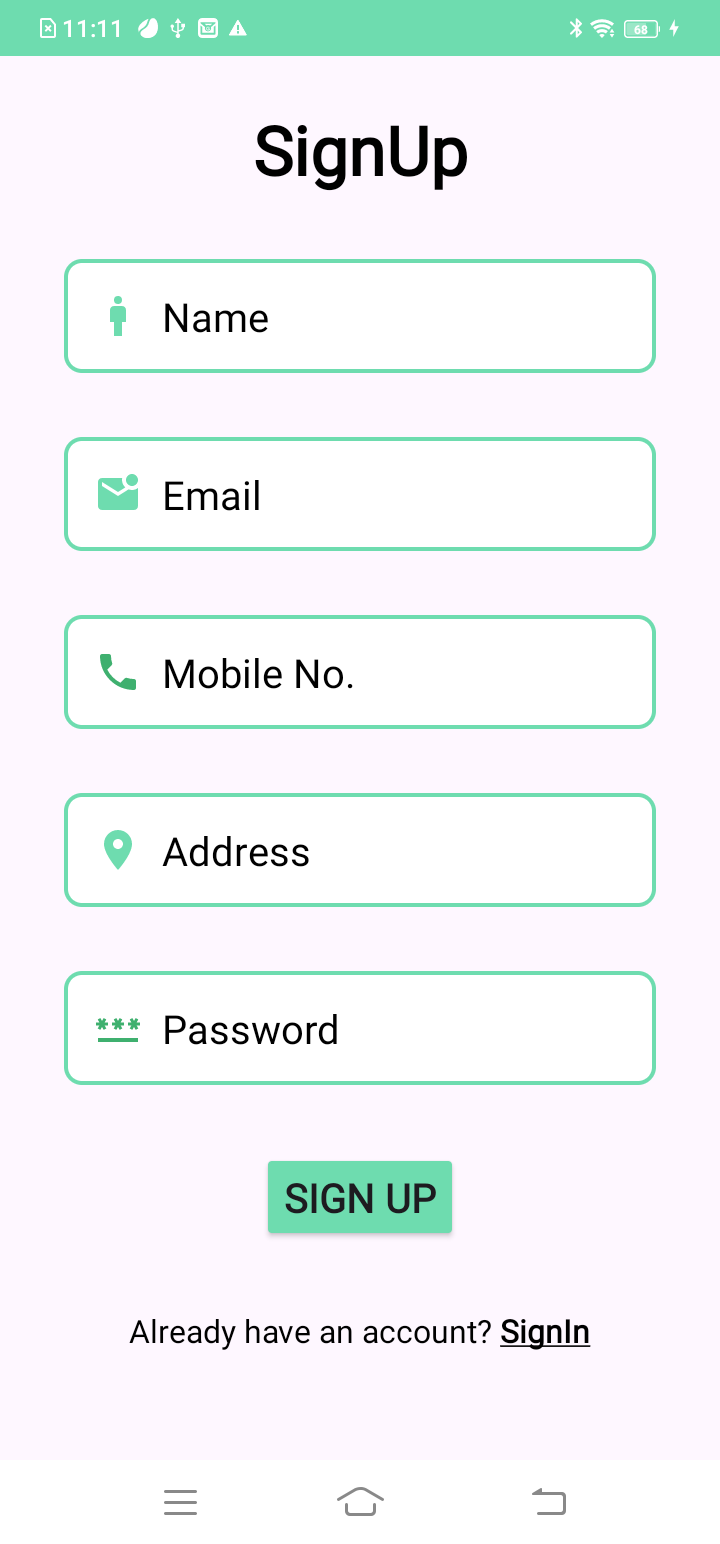 11:11 68
SignUp
Name
Email
Mobile No.
Address
*** Password
SIGN UP
Already have an account? SignIn